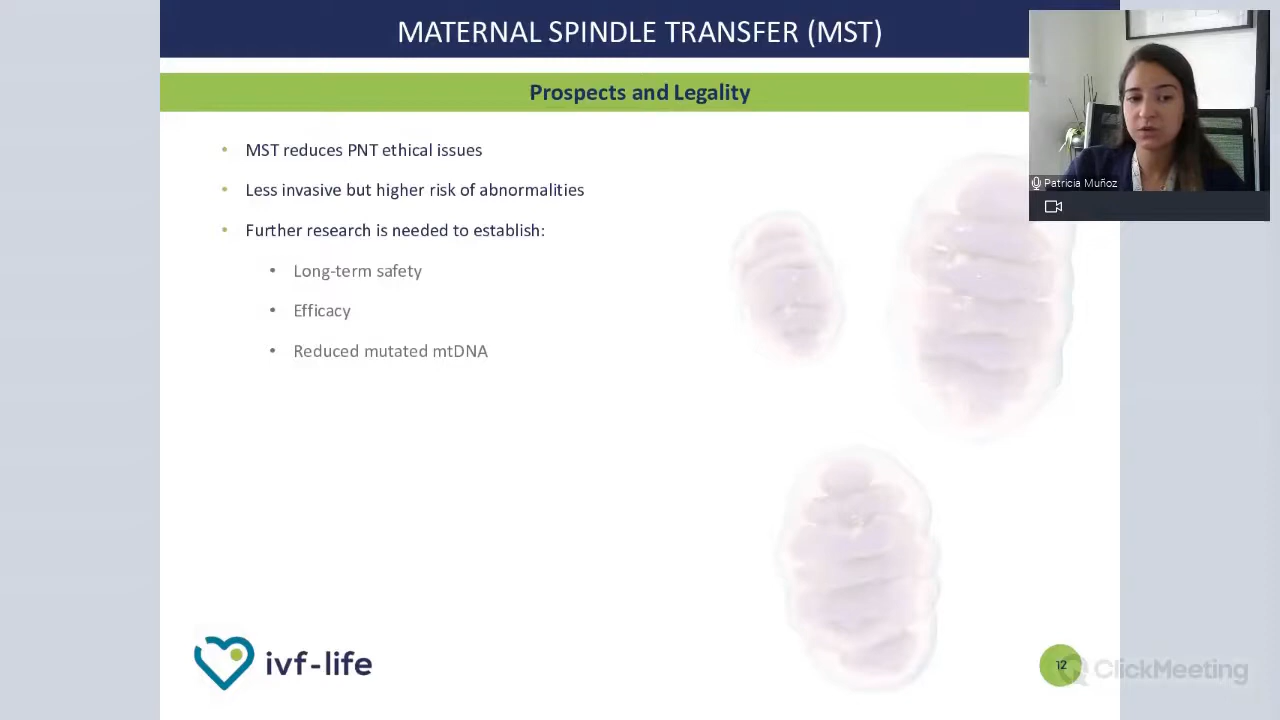 MATERNAL SPINDLE TRANSFER (MST)
Prospects and Legality
• MST reduces PNT ethical issues
• Less invasive but higher risk of abnormalities
• Further research is needed to establish:
• Long-term safety
• Efficacy
• Reduced mutated mtDNA
Patricia Muñoz
ivf-life
12
ClickMeeting